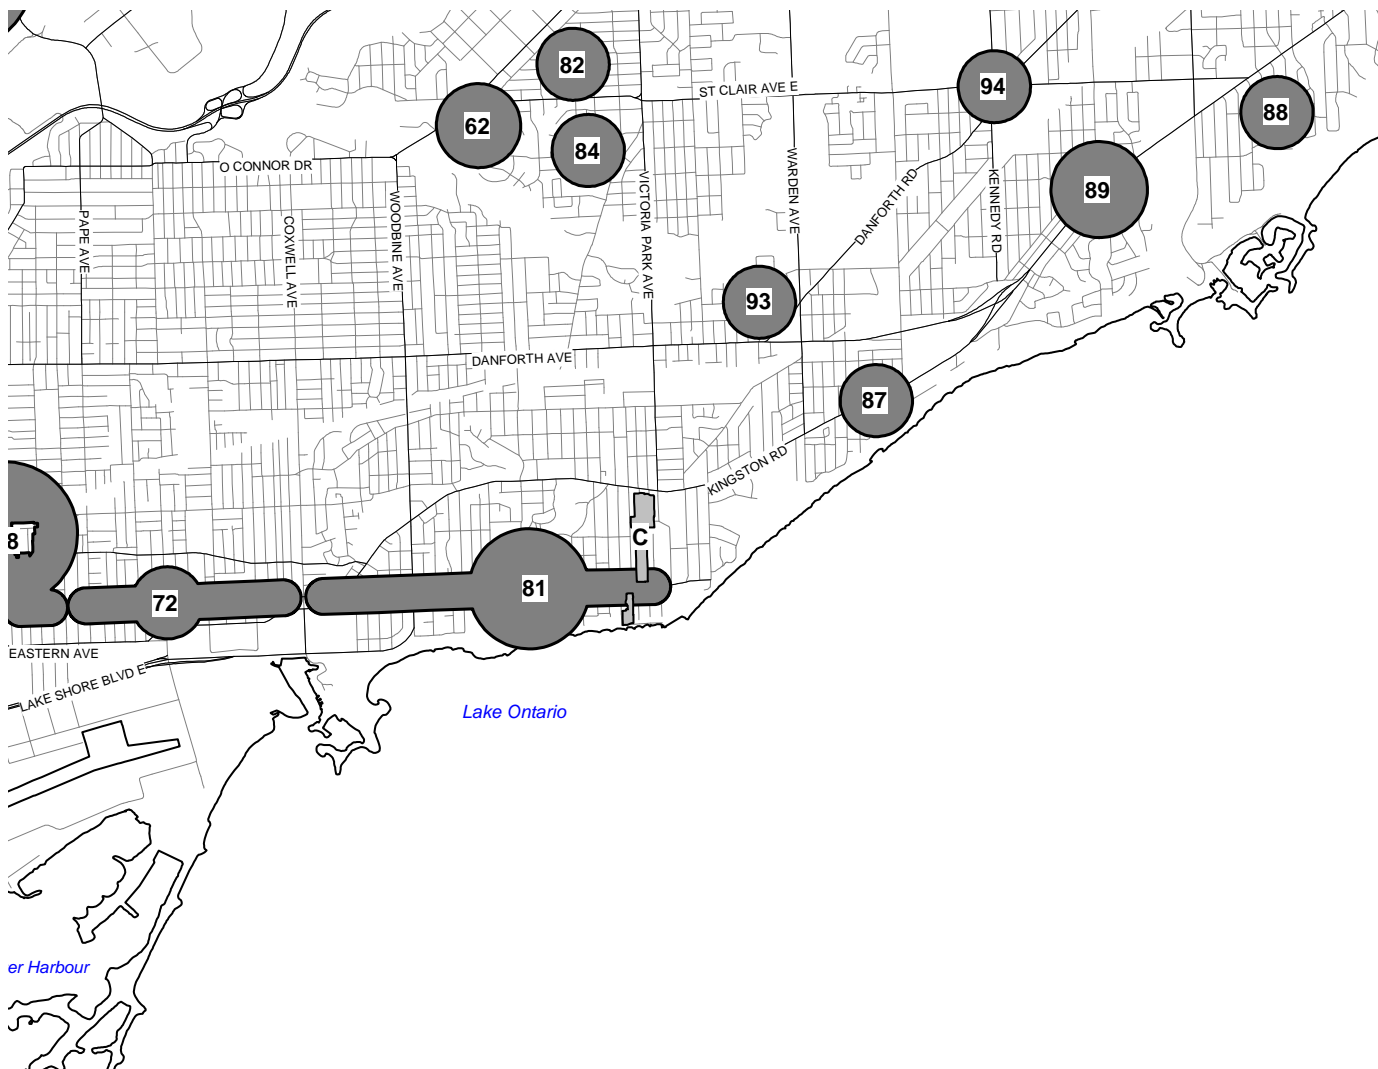 82
94
ST CLAIR AVE E
88
62
84
O CONNOR DR
89
PAPE AVE
COXWELL AVE
WOODBINE AVE
VICTORIA PARK AVE
WARDEN AVE
DANFORTH RD
KENNEDY RD
93
DANFORTH AVE
87
KINGSTON RD
8
C
81
72
EASTERN AVE
LAKE SHORE BLVD E
Lake Ontario
er Harbour